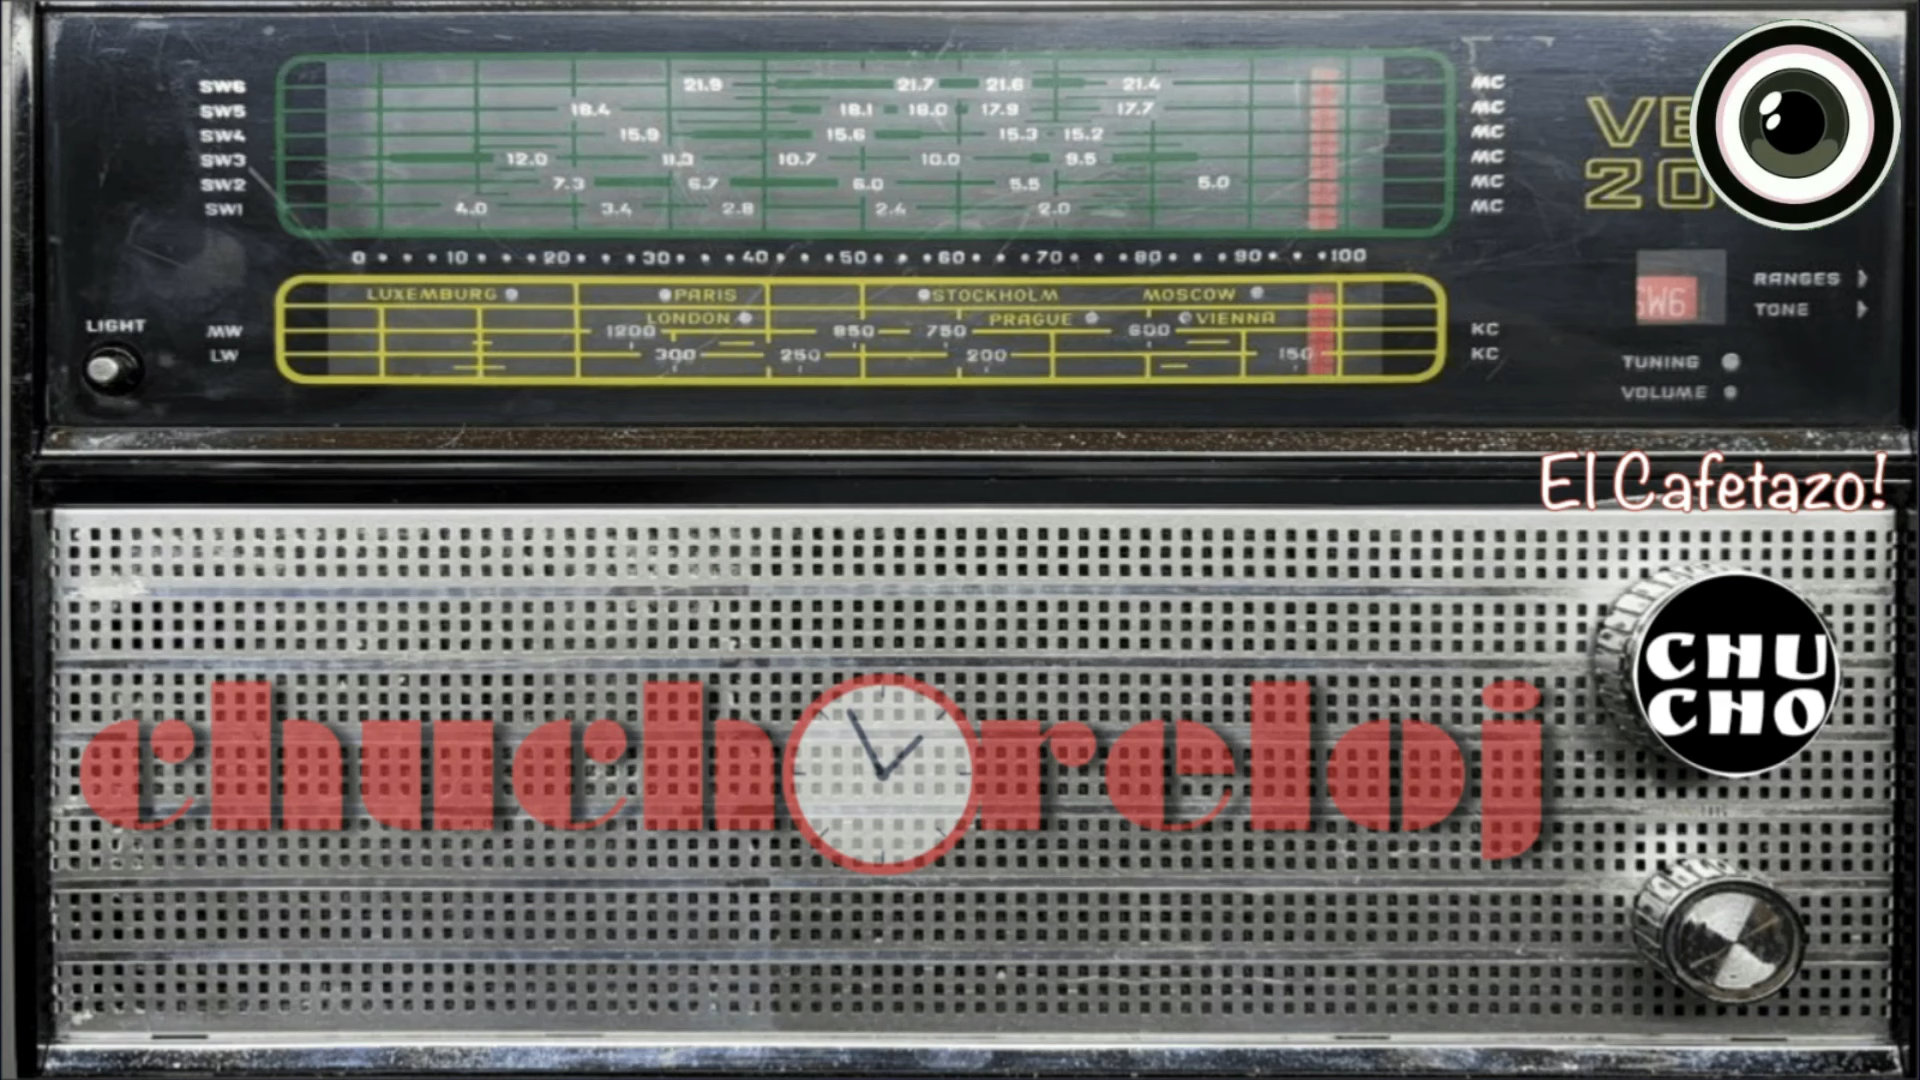 SW6 21.9 21.7 21.6 21.4 MC
SW5 18.4 18.1 18.0 17.9 17.7 MC
SW4 15.9 15.6 15.3 15.2 MC
SW3 12.0 11.3 10.7 10.0 9.5 MC
SW2 7.3 6.7 6.0 5.5 5.0 MC
SW1 4.0 3.4 2.8 2.4 2.0 MC
20
0 10 20 30 40 50 60 70 80 90 100
LUXEMBURG PARIS STOCKHOLM MOSCOW
LONDON PRAGUE VIENNA
MW 1200 850 750 600 KC
LW 300 250 200 150 KC
LIGHT
SW6
RANGES
TONE
TUNING
VOLUME
El Cafetazo!
CHU
CHO
chuchoreloj